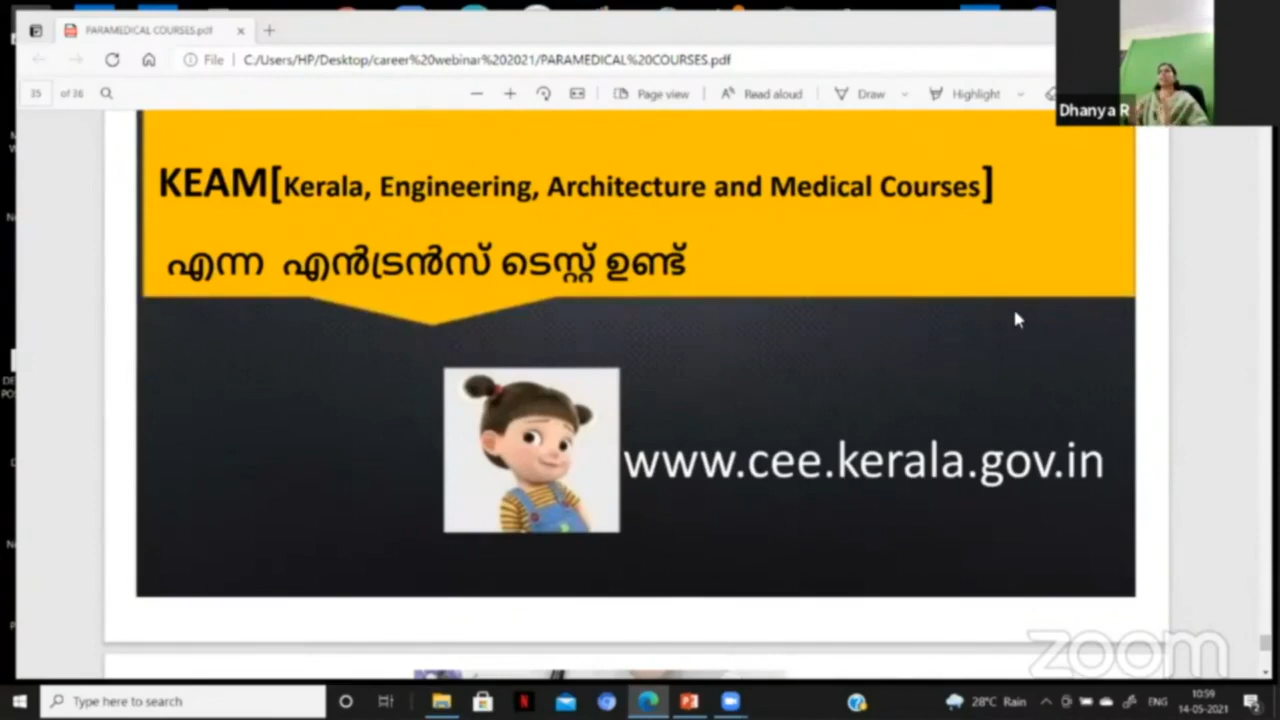 PARAMEDICAL COURSES.pdf
File C:/Users/HP/Desktop/career%20webinar%202021/PARAMEDICAL%20COURSES.pdf
35 of 36 Page view Read aloud Draw Highlight
Dhanya R
KEAM[Kerala, Engineering, Architecture and Medical Courses]
എന്ന എൻട്രൻസ് ടെസ്റ്റ് ഉണ്ട്
www.cee.kerala.gov.in
zoom
Type here to search
28°C Rain ENG
10:59
14-05-2021